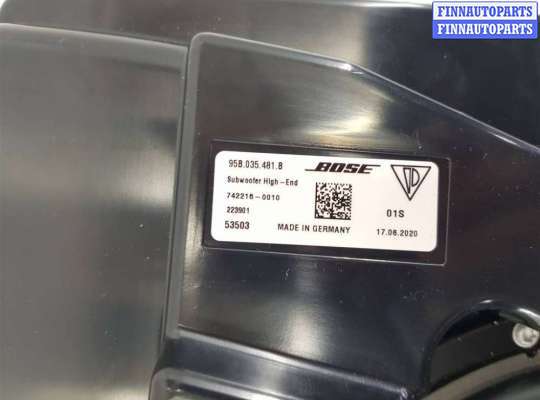 FINNAUTOPARTS
FINNAUTOPARTS
95B.035.481.B
BOSE
Subwoofer High-End
742216-0010
223901
01S
53503
MADE IN GERMANY
17.08.2020